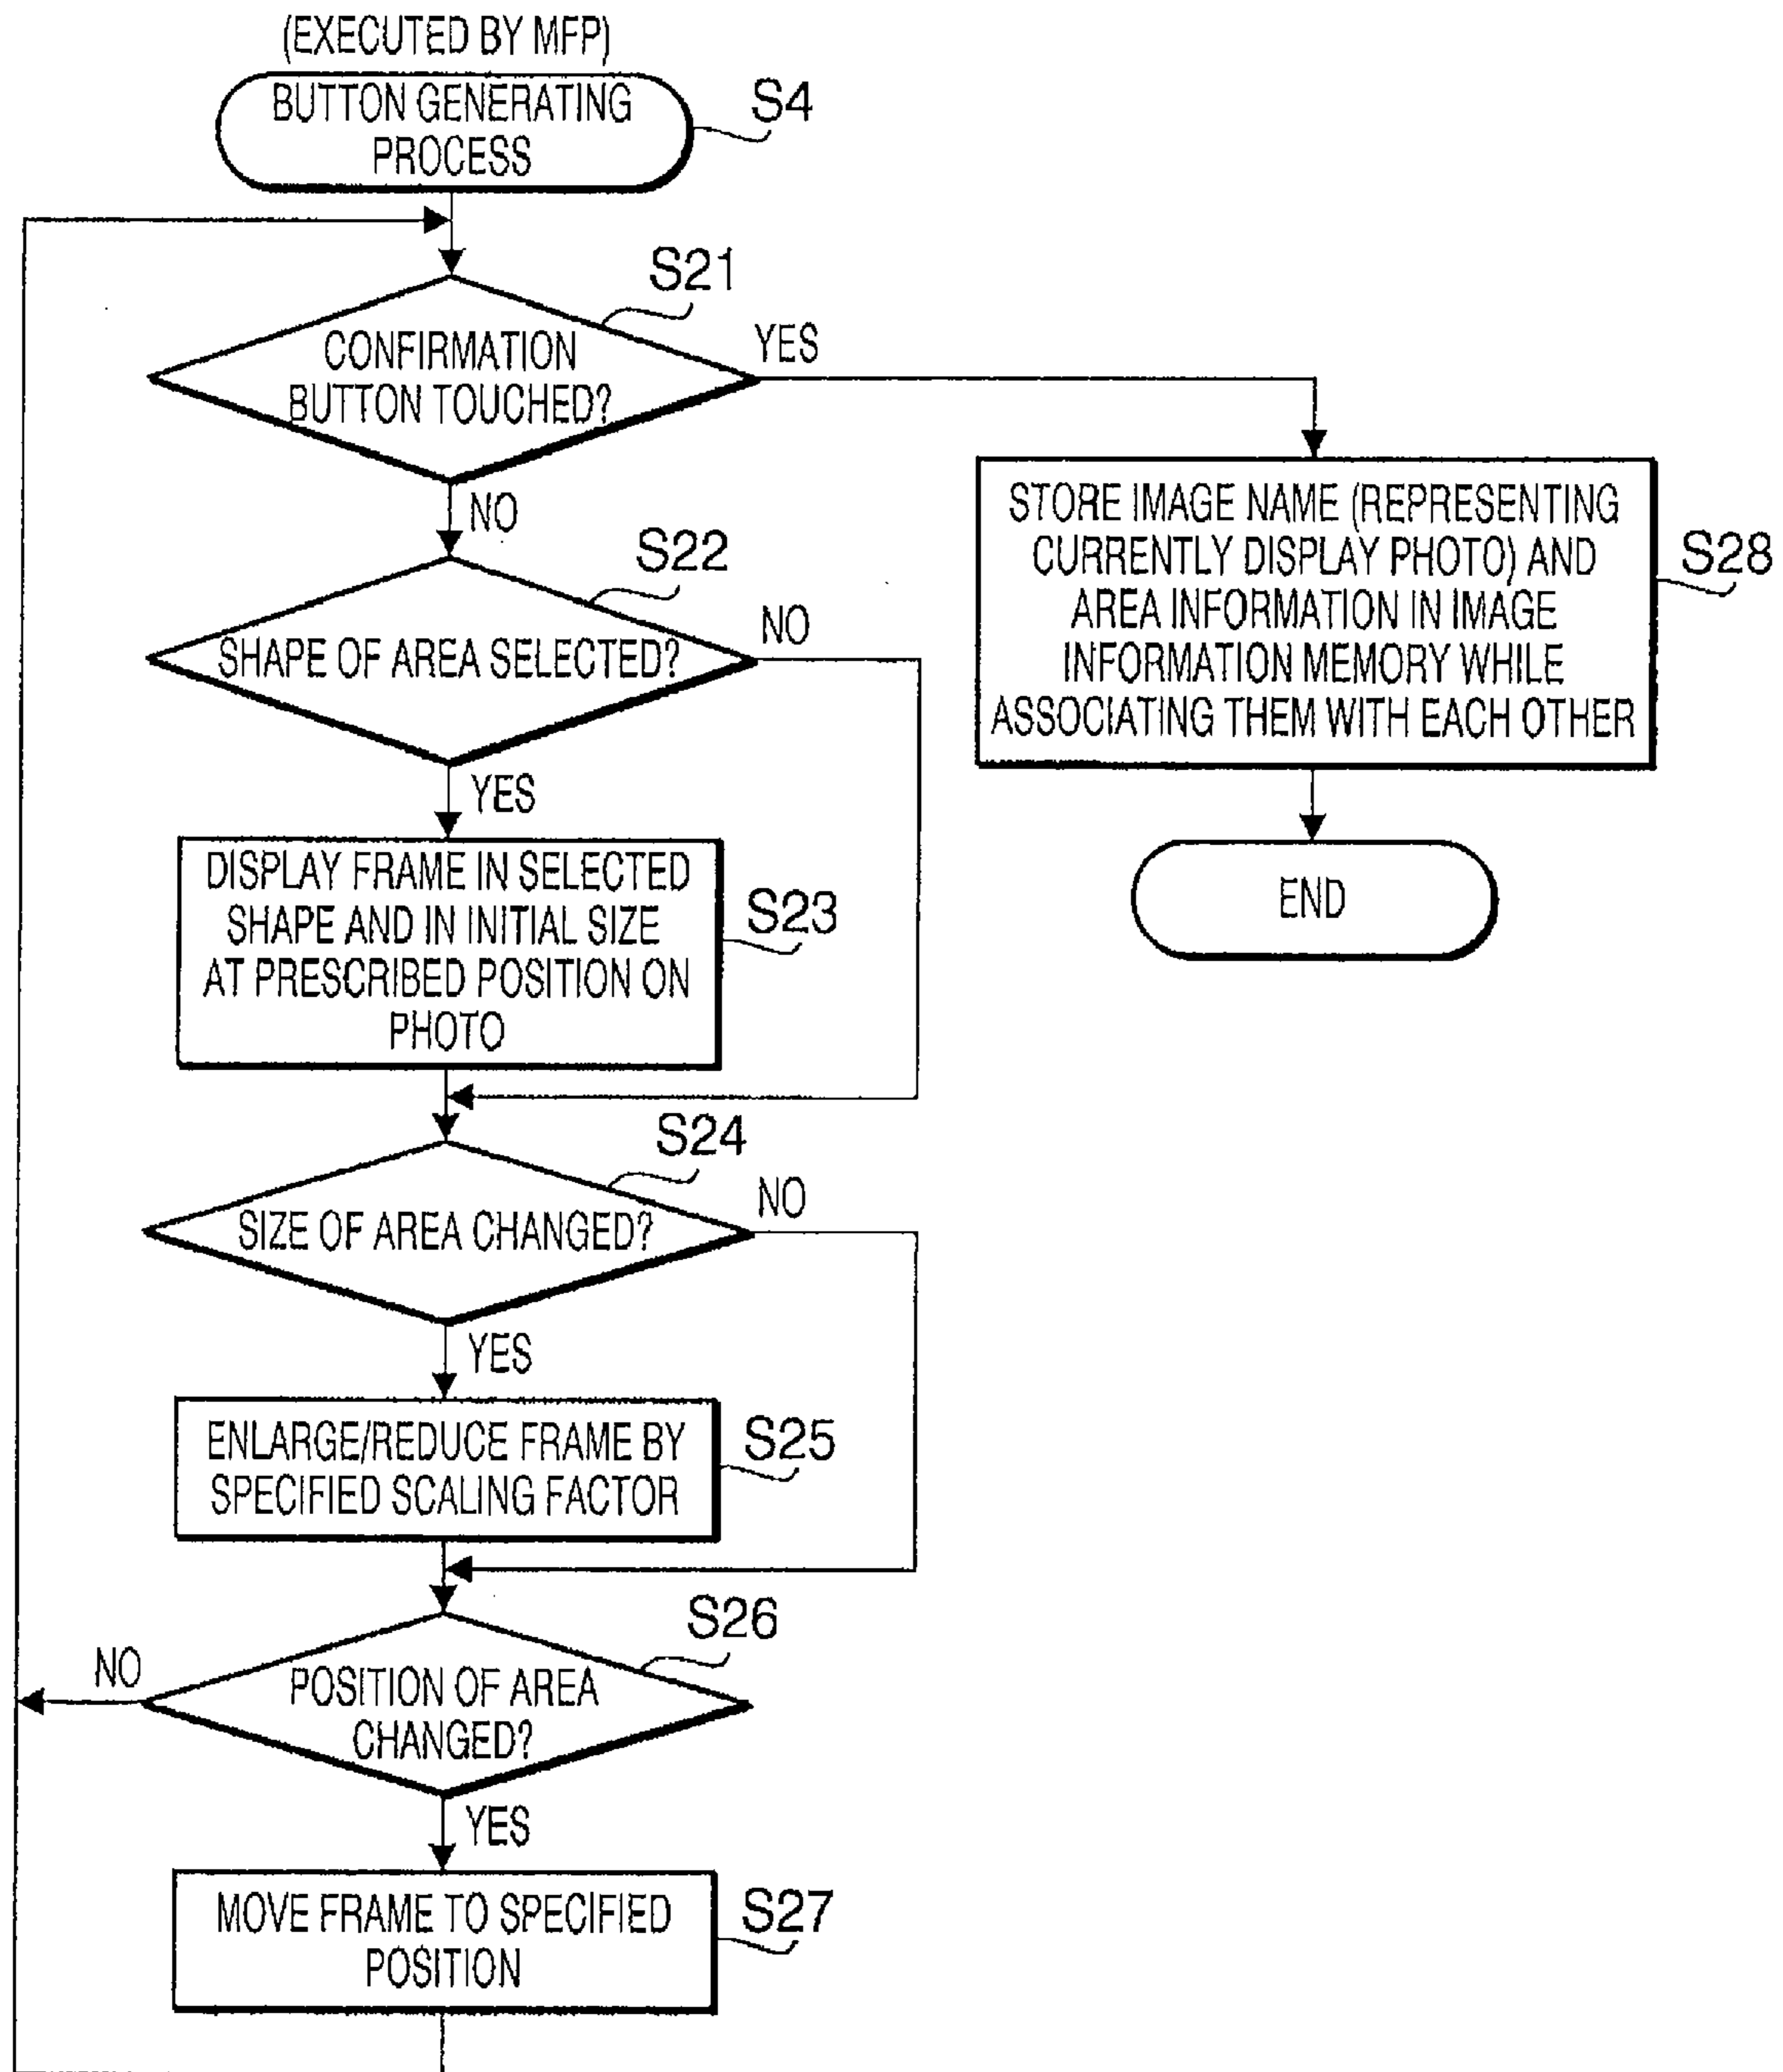 (EXECUTED BY MFP)
BUTTON GENERATING
PROCESS
S4
S21
CONFIRMATION
BUTTON TOUCHED?
YES
NO
S22
SHAPE OF AREA SELECTED?
NO
YES
STORE IMAGE NAME (REPRESENTING
CURRENTLY DISPLAY PHOTO) AND
AREA INFORMATION IN IMAGE
INFORMATION MEMORY WHILE
ASSOCIATING THEM WITH EACH OTHER
S28
END
DISPLAY FRAME IN SELECTED
SHAPE AND IN INITIAL SIZE
AT PRESCRIBED POSITION ON
PHOTO
S23
S24
SIZE OF AREA CHANGED?
NO
YES
ENLARGE/REDUCE FRAME BY
SPECIFIED SCALING FACTOR
S25
S26
NO
POSITION OF AREA
CHANGED?
YES
MOVE FRAME TO SPECIFIED
POSITION
S27